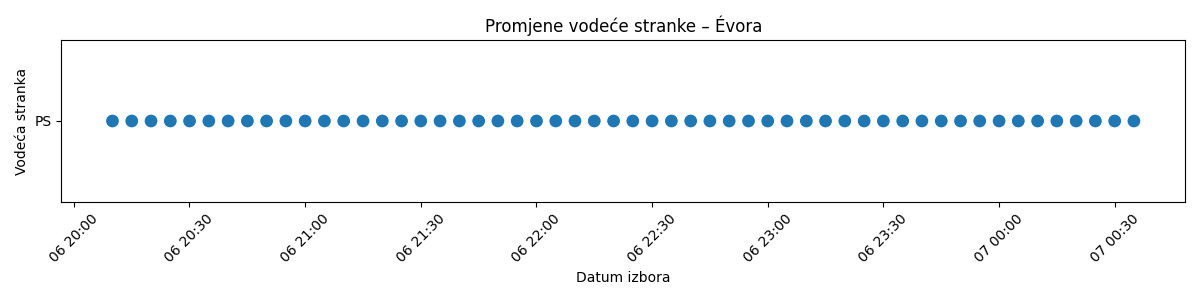 Promjene vodeće stranke – Évora
Vodeća stranka
PS
06 20:00
06 20:30
06 21:00
06 21:30
06 22:00
06 22:30
06 23:00
06 23:30
07 00:00
07 00:30
Datum izbora